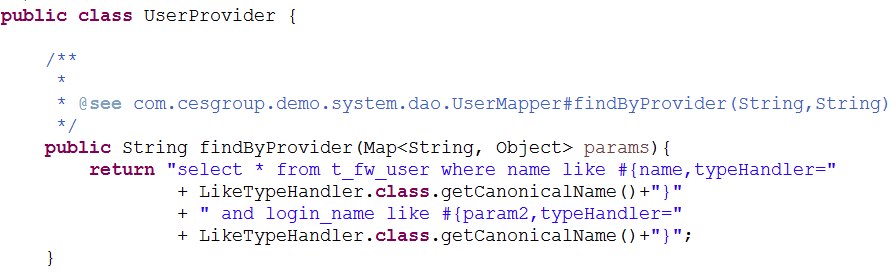 public class UserProvider {
/**
*
* @see com.cesgroup.demo.system.dao.UserMapper#findByProvider(String,String)
*/
public String findByProvider(Map<String, Object> params){
return "select * from t_fw_user where name like #{name,typeHandler="
+ LikeTypeHandler.class.getCanonicalName()+"}"
+ " and login_name like #{param2,typeHandler="
+ LikeTypeHandler.class.getCanonicalName()+"}";
}